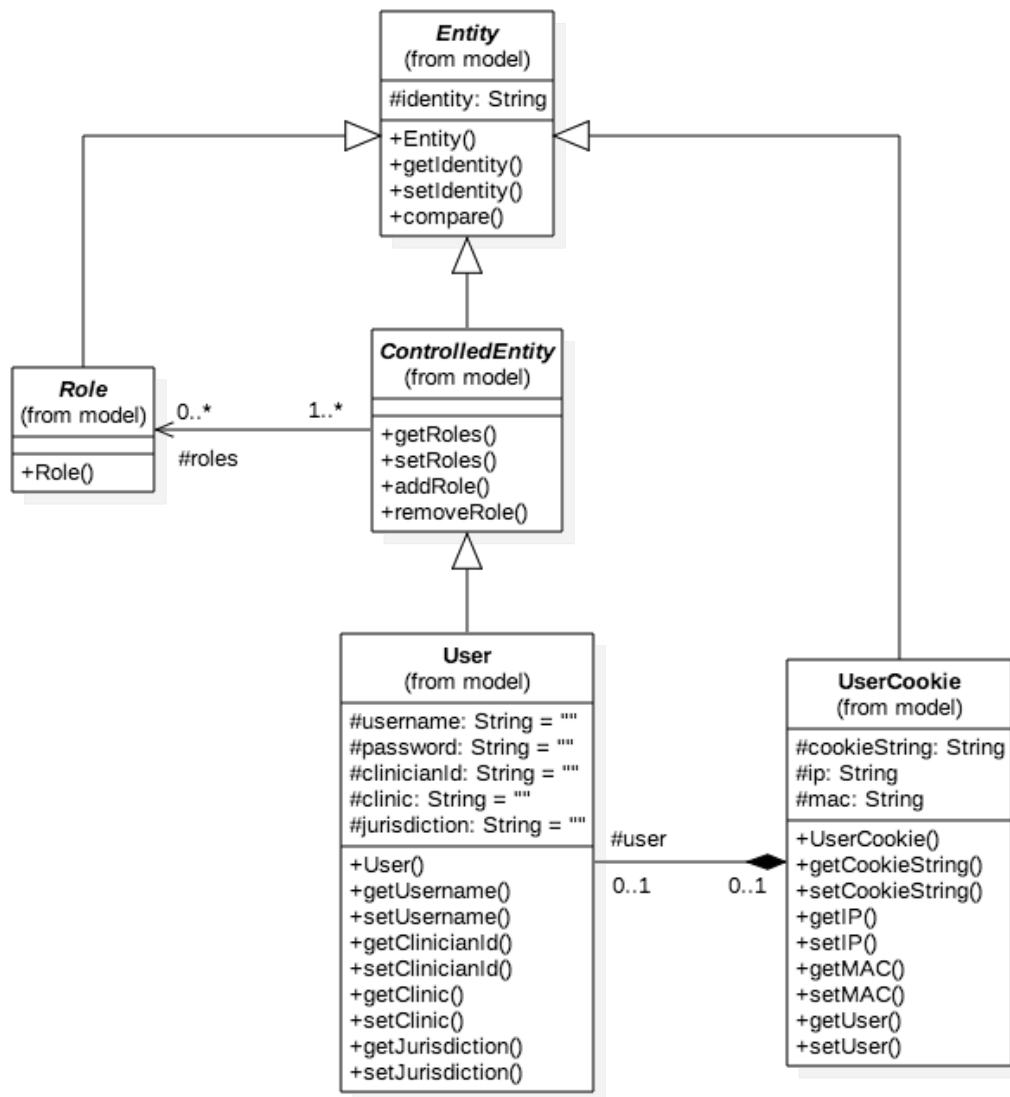 Entity
(from model)
#identity: String
+Entity()
+getIdentity()
+setIdentity()
+compare()
Role
(from model)
+Role()
0..*
1..*
#roles
ControlledEntity
(from model)
+getRoles()
+setRoles()
+addRole()
+removeRole()
User
(from model)
#username: String = ""
#password: String = ""
#clinicianId: String = ""
#clinic: String = ""
#jurisdiction: String = ""
+User()
+getUsername()
+setUsername()
+getClinicianId()
+setClinicianId()
+getClinic()
+setClinic()
+getJurisdiction()
+setJurisdiction()
#user
0..1
0..1
UserCookie
(from model)
#cookieString: String
#ip: String
#mac: String
+UserCookie()
+getCookieString()
+setCookieString()
+getIP()
+setIP()
+getMAC()
+setMAC()
+getUser()
+setUser()